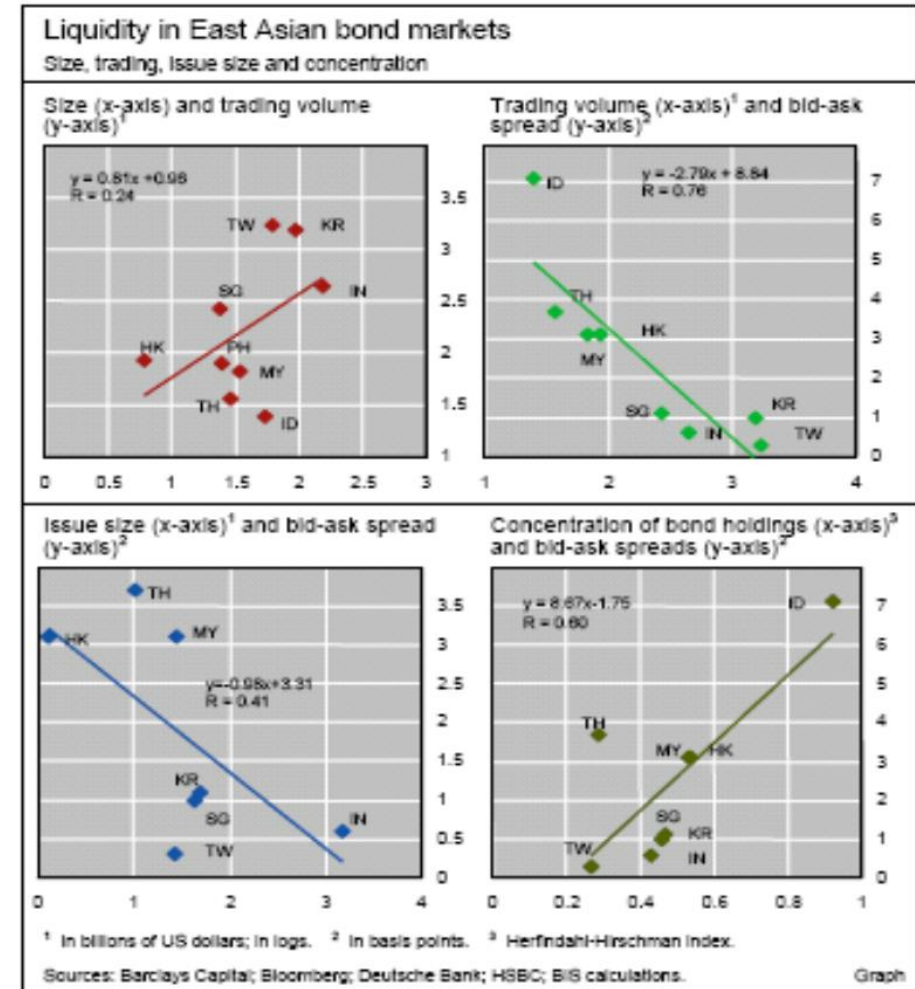 Liquidity in East Asian bond markets
Size, trading, issue size and concentration
Size (x-axis) and trading volume
(y-axis)¹
y = 0.81x +0.96
R = 0.24
TW
KR
SG
IN
HK
PH
MY
TH
ID
3.5
3
2.5
2
1.5
1
0 0.5 1 1.5 2 2.5 3
Trading volume (x-axis)¹ and bid-ask
spread (y-axis)²
y = -2.79x + 8.84
R = 0.76
ID
TH
HK
MY
SG
KR
IN
TW
7
6
5
4
3
2
1
0
1 2 3 4
Issue size (x-axis)¹ and bid-ask spread
(y-axis)²
TH
HK
MY
y=-0.98x+3.31
R = 0.41
KR
SG
IN
TW
3.5
3
2.5
2
1.5
1
0.5
0
0 1 2 3 4
Concentration of bond holdings (x-axis)³
and bid-ask spreads (y-axis)²
y = 8.67x-1.75
R = 0.60
ID
TH
MY
HK
SG
KR
TW
IN
7
6
5
4
3
2
1
0
0 0.2 0.4 0.6 0.8 1
¹ In billions of US dollars; in logs. ² In basis points. ³ Herfindahl-Hirschman Index.
Sources: Barclays Capital; Bloomberg; Deutsche Bank; HSBC; BIS calculations.
Graph